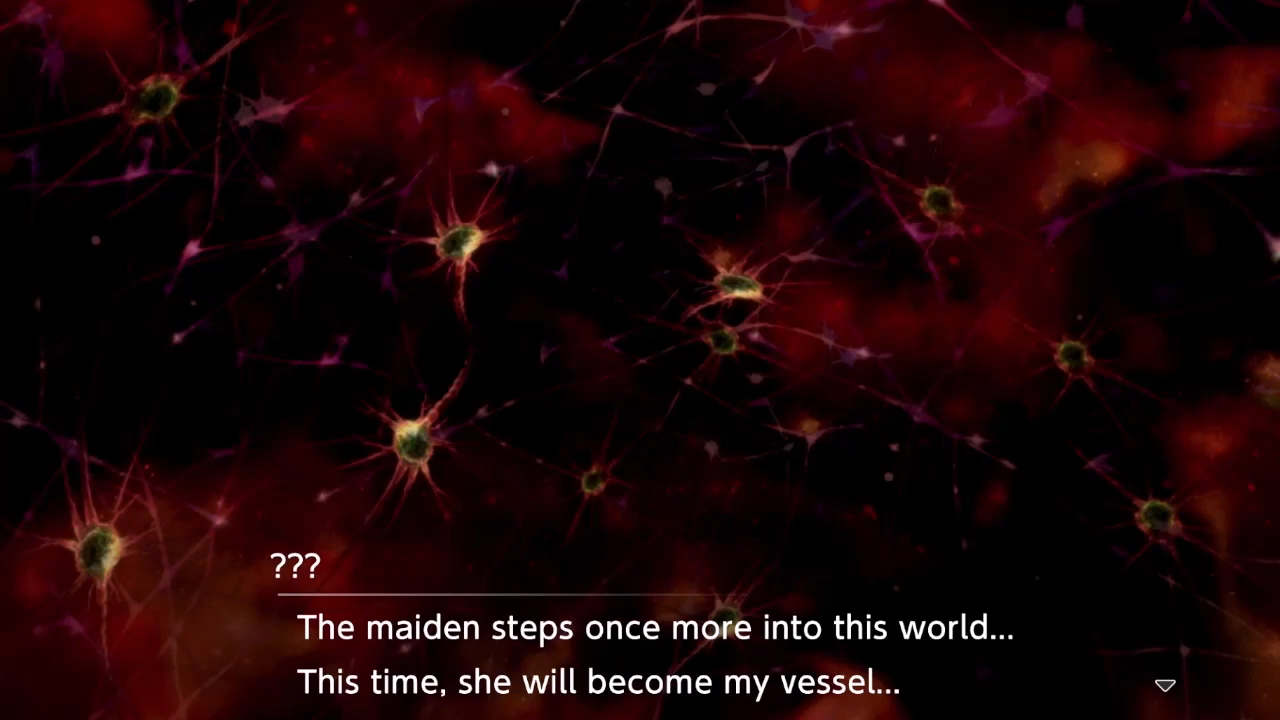 ???
The maiden steps once more into this world...
This time, she will become my vessel...